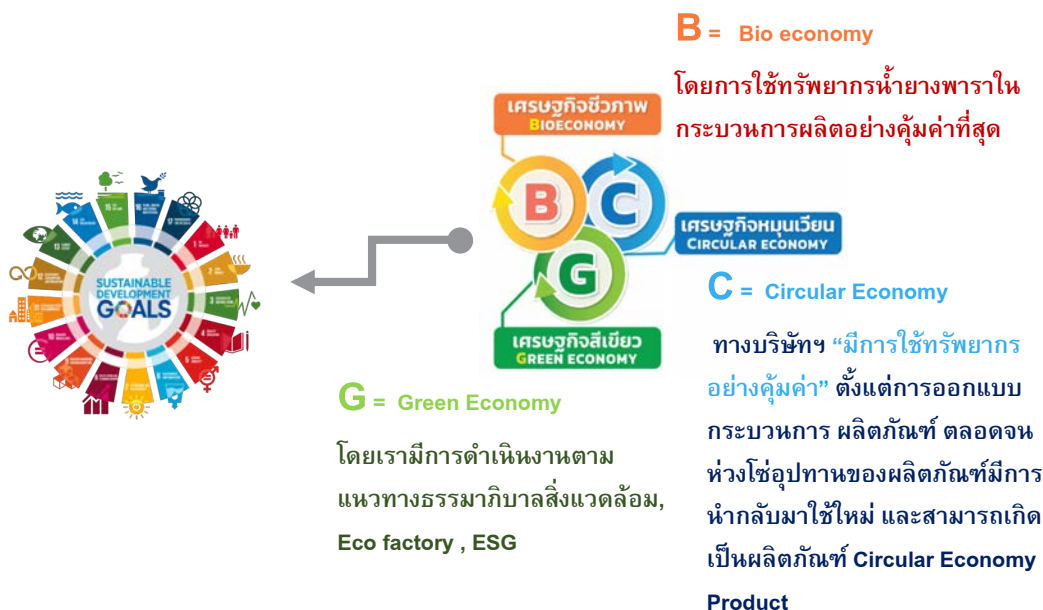 B = Bio economy
โดยการใช้ทรัพยากรน้ำยางพาราใน
กระบวนการผลิตอย่างคุ้มค่าที่สุด
เศรษฐกิจชีวภาพ
BIOECONOMY
B
C
G
เศรษฐกิจหมุนเวียน
CIRCULAR ECONOMY
เศรษฐกิจสีเขียว
GREEN ECONOMY
SUSTAINABLE
DEVELOPMENT
GOALS
C = Circular Economy
ทางบริษัทฯ “มีการใช้ทรัพยากร
อย่างคุ้มค่า” ตั้งแต่การออกแบบ
กระบวนการ ผลิตภัณฑ์ ตลอดจน
ห่วงโซ่อุปทานของผลิตภัณฑ์มีการ
นำกลับมาใช้ใหม่ และสามารถเกิด
เป็นผลิตภัณฑ์ Circular Economy
Product
G = Green Economy
โดยเรามีการดำเนินงานตาม
แนวทางธรรมาภิบาลสิ่งแวดล้อม,
Eco factory , ESG